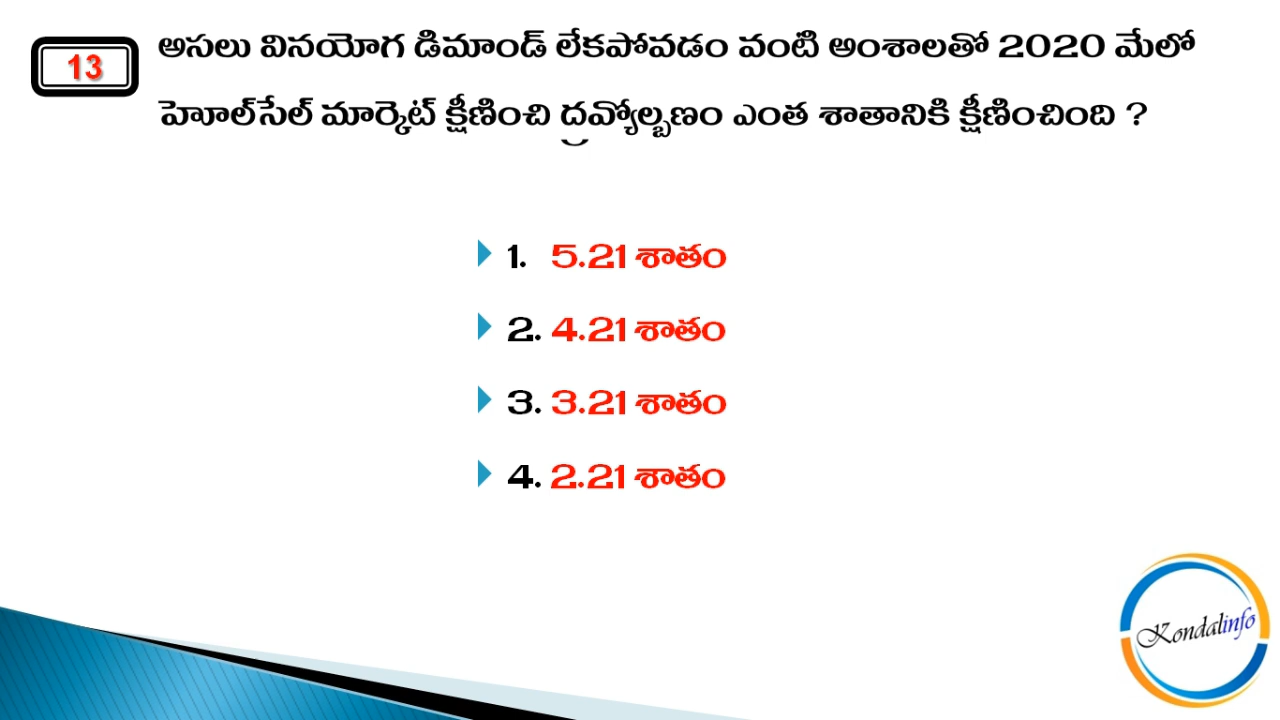 13
అసలు వినయోగ డిమాండ్ లేకపోవడం వంటి అంశాలతో 2020 మేలో
హెూల్‌సేల్ మార్కెట్ క్షీణించి ద్రవ్యోల్బణం ఎంత శాతానికి క్షీణించింది ?
1. 5.21 శాతం
2. 4.21 శాతం
3. 3.21 శాతం
4. 2.21 శాతం
Kondalinfo